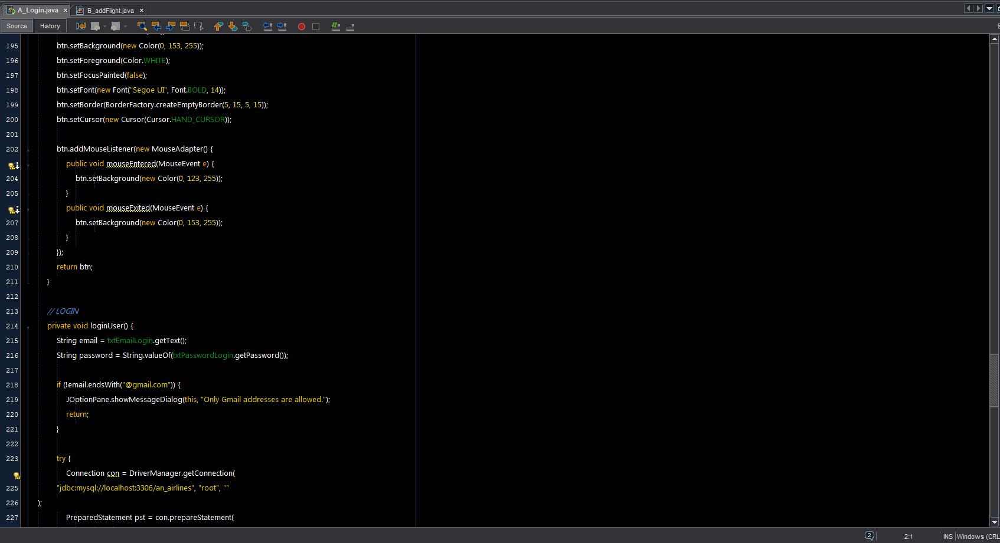 A_Login.java × B_addFlight.java ×
Source History
195 btn.setBackground(new Color(0, 153, 255));
196 btn.setForeground(Color.WHITE);
197 btn.setFocusPainted(false);
198 btn.setFont(new Font("Segoe UI", Font.BOLD, 14));
199 btn.setBorder(BorderFactory.createEmptyBorder(5, 15, 5, 15));
200 btn.setCursor(new Cursor(Cursor.HAND_CURSOR));
201
202 btn.addMouseListener(new MouseAdapter() {
public void mouseEntered(MouseEvent e) {
204 btn.setBackground(new Color(0, 123, 255));
205 }
public void mouseExited(MouseEvent e) {
207 btn.setBackground(new Color(0, 153, 255));
208 }
209 });
210 return btn;
211 }
212
213 // LOGIN
214 private void loginUser() {
215 String email = txtEmailLogin.getText();
216 String password = String.valueOf(txtPasswordLogin.getPassword());
217
218 if (!email.endsWith("@gmail.com")) {
219 JOptionPane.showMessageDialog(this, "Only Gmail addresses are allowed.");
220 return;
221 }
222
223 try {
Connection con = DriverManager.getConnection(
225 "jdbc:mysql://localhost:3306/an_airlines", "root", ""
226 );
227 PreparedStatement pst = con.prepareStatement(
2 2:1 INS Windows (CRL